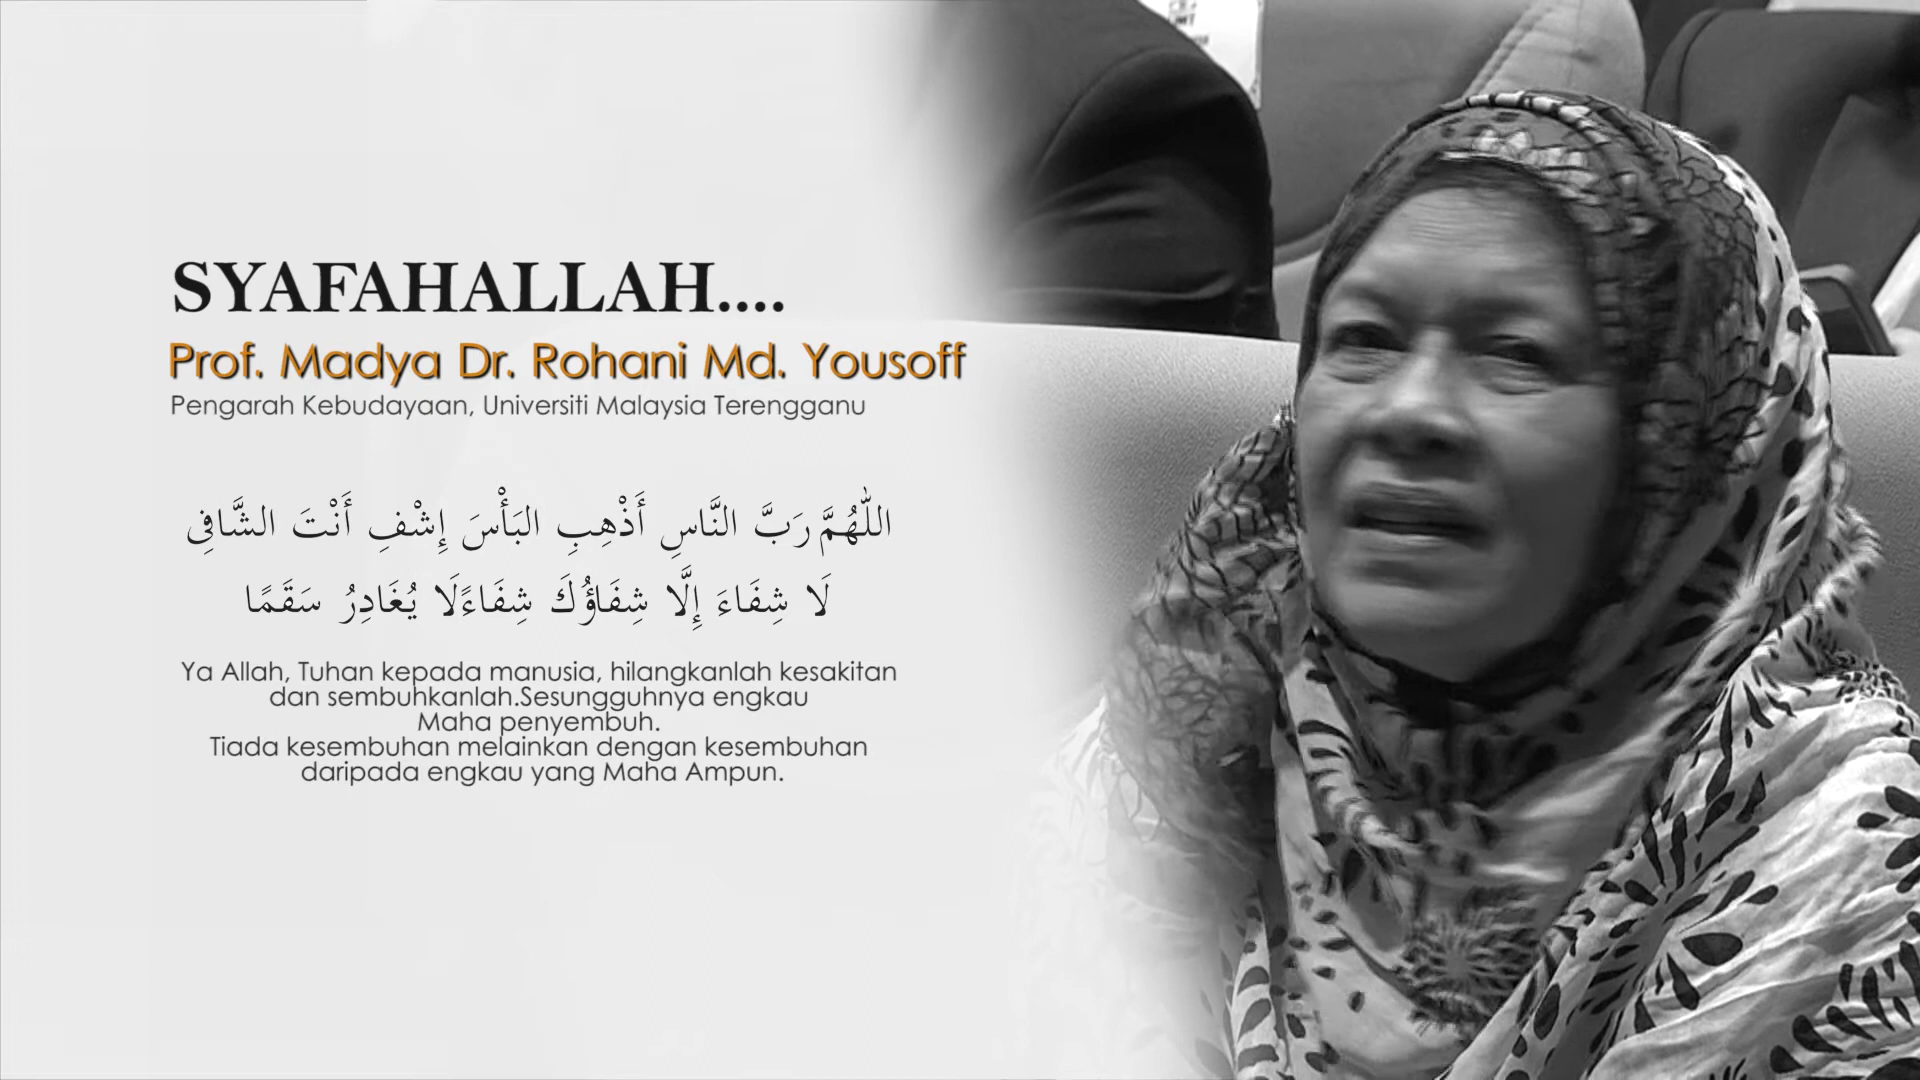 SYAFAHALLAH....
Prof. Madya Dr. Rohani Md. Yousoff
Pengarah Kebudayaan, Universiti Malaysia Terengganu
اللّٰهُمَّ رَبَّ النَّاسِ أَذْهِبِ البَأْسَ إِشْفِ أَنْتَ الشَّافِى
لَا شِفَاءَ إِلَّا شِفَاؤُكَ شِفَاءًلَا يُغَادِرُ سَقَمًا
Ya Allah, Tuhan kepada manusia, hilangkanlah kesakitan
dan sembuhkanlah.Sesungguhnya engkau
Maha penyembuh.
Tiada kesembuhan melainkan dengan kesembuhan
daripada engkau yang Maha Ampun.